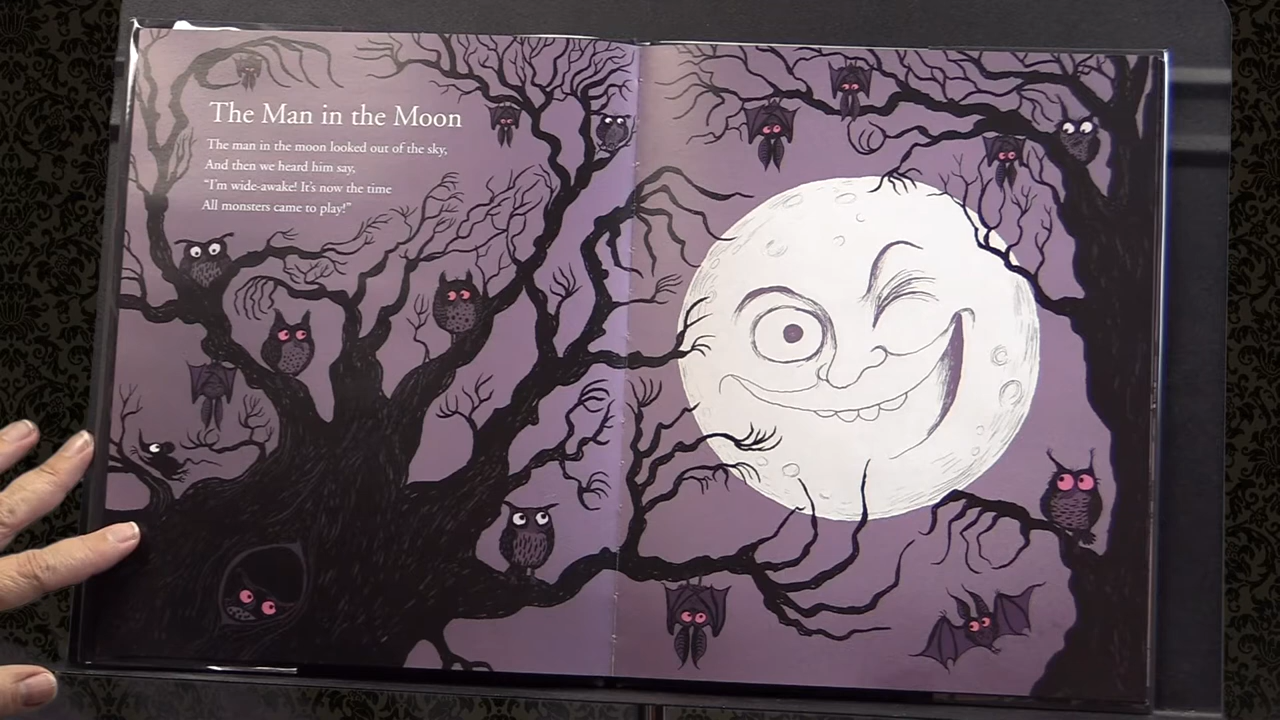 The Man in the Moon
The man in the moon looked out of the sky,
And then we heard him say,
“I'm wide-awake! It's now the time
All monsters came to play!”